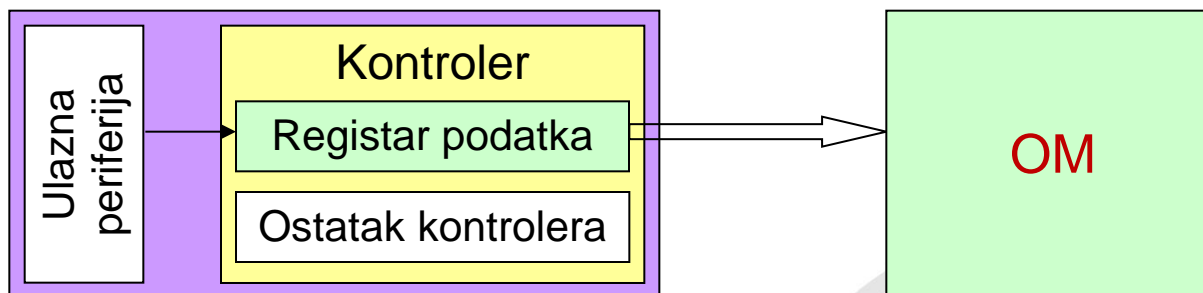 Ulazna
periferija
Kontroler
Registar podatka
Ostatak kontrolera
OM